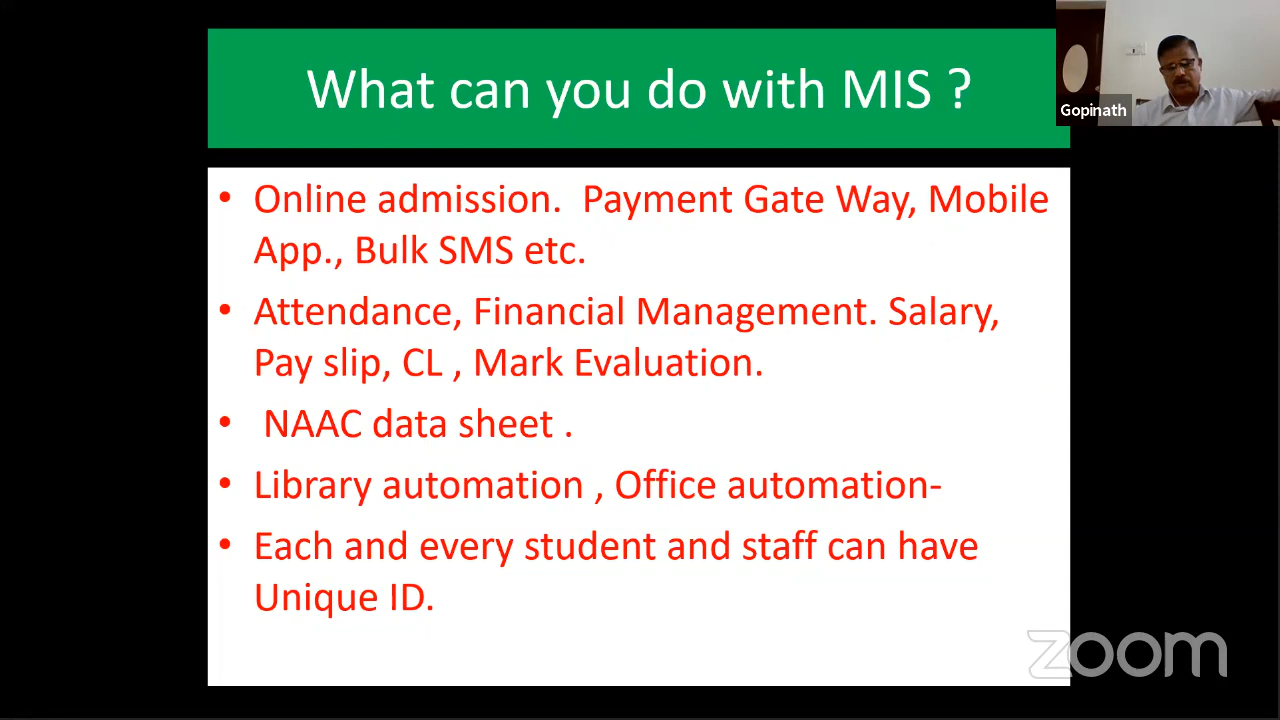 What can you do with MIS ?
Gopinath
• Online admission.  Payment Gate Way, Mobile
App., Bulk SMS etc.
• Attendance, Financial Management. Salary,
Pay slip, CL , Mark Evaluation.
• NAAC data sheet .
• Library automation , Office automation-
• Each and every student and staff can have
Unique ID.
zoom